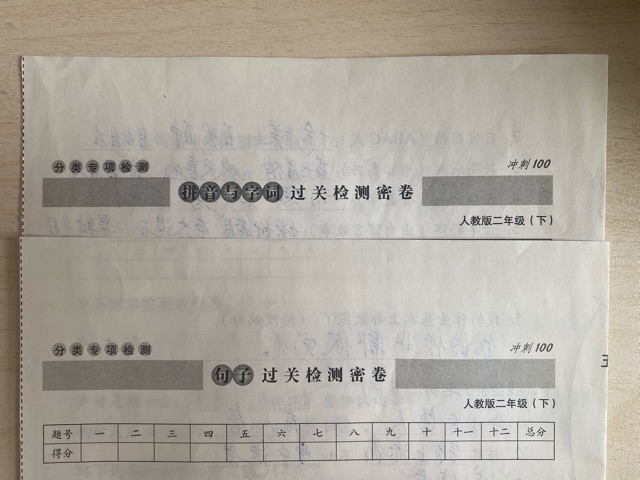 分类专项检测
冲刺100
拼音与字词过关检测密卷
人教版二年级（下）
分类专项检测
冲刺100
句子过关检测密卷
人教版二年级（下）
题号 一 二 三 四 五 六 七 八 九 十 十一 十二 总分
得分